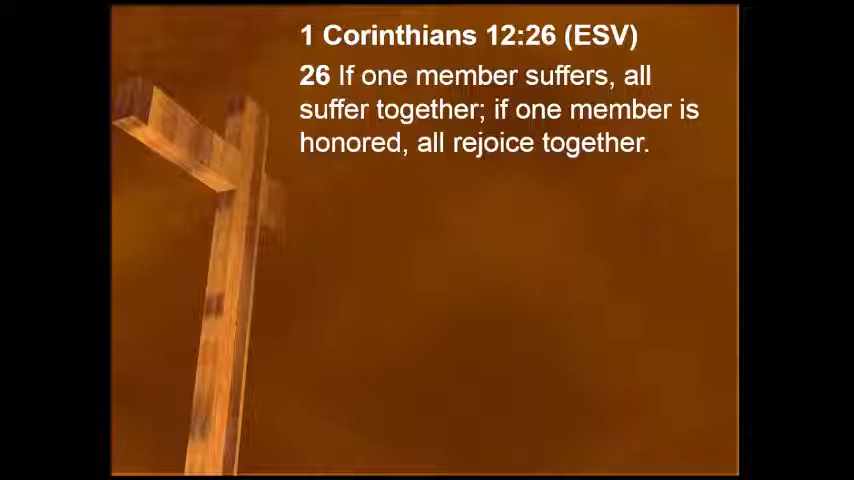 1 Corinthians 12:26 (ESV)
26 If one member suffers, all
suffer together; if one member is
honored, all rejoice together.